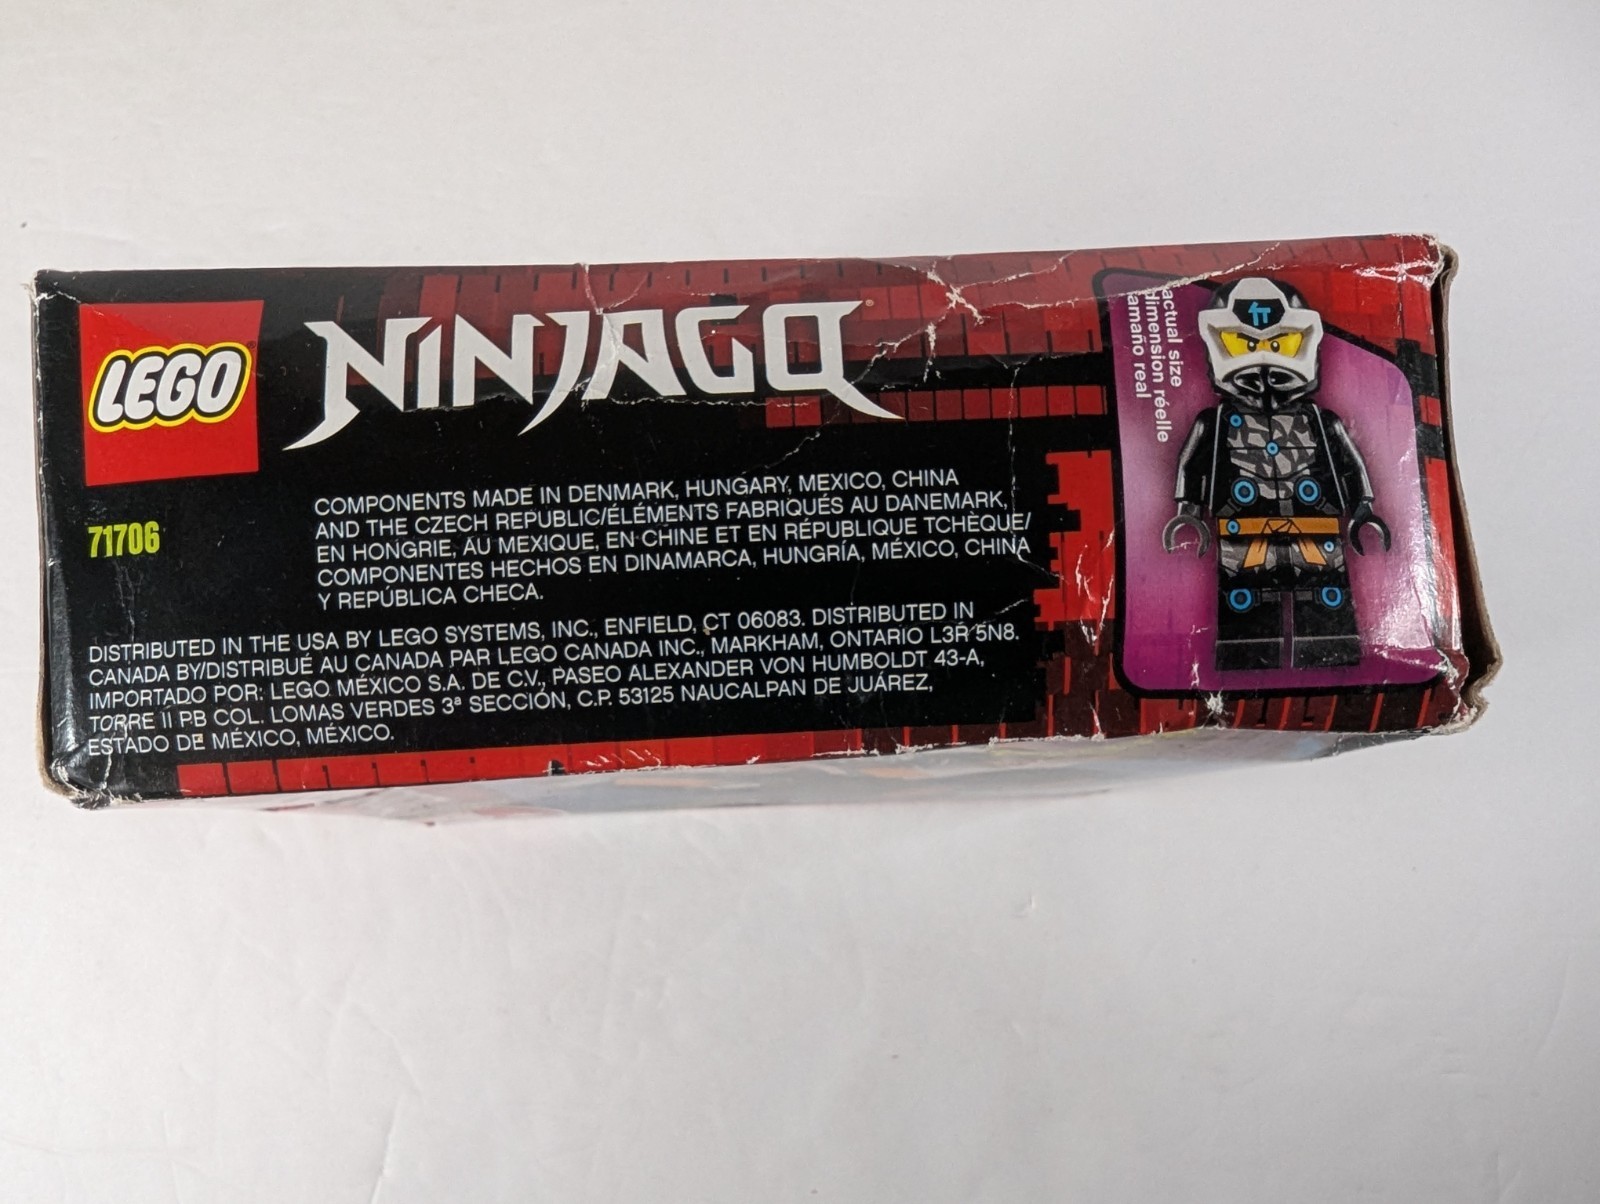 LEGO
NINJAGO
71706
COMPONENTS MADE IN DENMARK, HUNGARY, MEXICO, CHINA
AND THE CZECH REPUBLIC/ÉLÉMENTS FABRIQUÉS AU DANEMARK,
EN HONGRIE, AU MEXIQUE, EN CHINE ET EN RÉPUBLIQUE TCHÈQUE/
COMPONENTES HECHOS EN DINAMARCA, HUNGRÍA, MÉXICO, CHINA
Y REPÚBLICA CHECA.
DISTRIBUTED IN THE USA BY LEGO SYSTEMS, INC., ENFIELD, CT 06083. DISTRIBUTED IN
CANADA BY/DISTRIBUÉ AU CANADA PAR LEGO CANADA INC., MARKHAM, ONTARIO L3R 5N8.
IMPORTADO POR: LEGO MÉXICO S.A. DE C.V., PASEO ALEXANDER VON HUMBOLDT 43-A,
TORRE II PB COL. LOMAS VERDES 3ª SECCIÓN, C.P. 53125 NAUCALPAN DE JUÁREZ,
ESTADO DE MÉXICO, MÉXICO.
actual size
dimension réelle
tamaño real